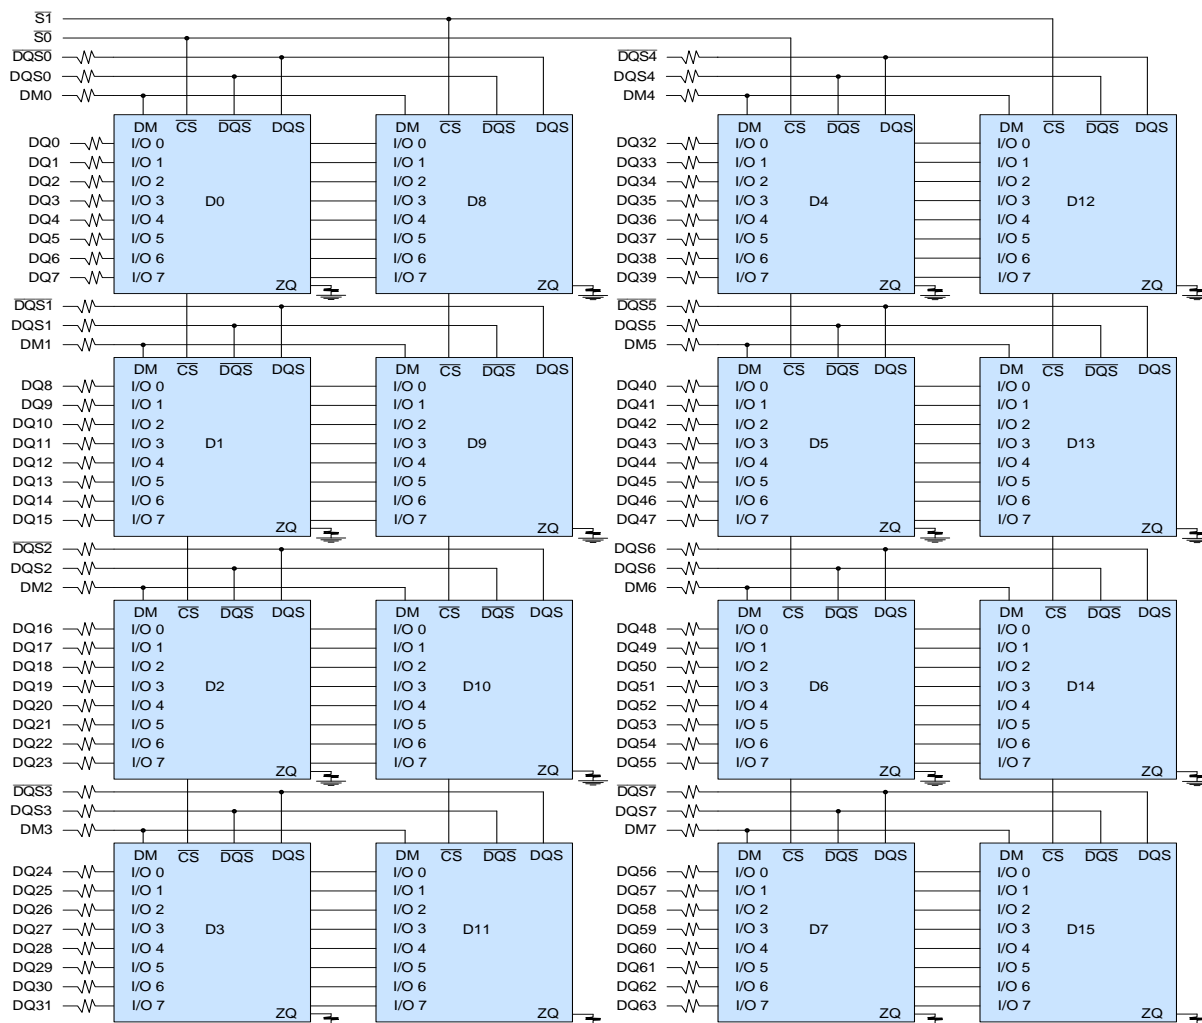 S1
S0
DQS0 DQS4
DQS0 DQS4
DM0 DM4
DM CS DQS DM CS DQS DQS DM CS DQS DM CS DQS DQS
DQ0 I/O 0 I/O 0 DQ32 I/O 0 I/O 0
DQ1 I/O 1 I/O 1 DQ33 I/O 1 I/O 1
DQ2 I/O 2 I/O 2 DQ34 I/O 2 I/O 2
DQ3 I/O 3 D0 I/O 3 D8 DQ35 I/O 3 D4 I/O 3 D12
DQ4 I/O 4 I/O 4 DQ36 I/O 4 I/O 4
DQ5 I/O 5 I/O 5 DQ37 I/O 5 I/O 5
DQ6 I/O 6 I/O 6 DQ38 I/O 6 I/O 6
DQ7 I/O 7 ZQ I/O 7 ZQ DQ39 I/O 7 ZQ I/O 7 ZQ
DQS1 DQS5
DQS1 DQS5
DM1 DM5
DM CS DQS DQS DM CS DQS DQS DM CS DQS DQS DM CS DQS DQS
DQ8 I/O 0 I/O 0 DQ40 I/O 0 I/O 0
DQ9 I/O 1 I/O 1 DQ41 I/O 1 I/O 1
DQ10 I/O 2 I/O 2 DQ42 I/O 2 I/O 2
DQ11 I/O 3 D1 I/O 3 D9 DQ43 I/O 3 D5 I/O 3 D13
DQ12 I/O 4 I/O 4 DQ44 I/O 4 I/O 4
DQ13 I/O 5 I/O 5 DQ45 I/O 5 I/O 5
DQ14 I/O 6 I/O 6 DQ46 I/O 6 I/O 6
DQ15 I/O 7 ZQ I/O 7 ZQ DQ47 I/O 7 ZQ I/O 7 ZQ
DQS2 DQS6
DQS2 DQS6
DM2 DM6
DM CS DQS DQS DM CS DQS DQS DM CS DQS DQS DM CS DQS DQS
DQ16 I/O 0 I/O 0 DQ48 I/O 0 I/O 0
DQ17 I/O 1 I/O 1 DQ49 I/O 1 I/O 1
DQ18 I/O 2 I/O 2 DQ50 I/O 2 I/O 2
DQ19 I/O 3 D2 I/O 3 D10 DQ51 I/O 3 D6 I/O 3 D14
DQ20 I/O 4 I/O 4 DQ52 I/O 4 I/O 4
DQ21 I/O 5 I/O 5 DQ53 I/O 5 I/O 5
DQ22 I/O 6 I/O 6 DQ54 I/O 6 I/O 6
DQ23 I/O 7 ZQ I/O 7 ZQ DQ55 I/O 7 ZQ I/O 7 ZQ
DQS3 DQS7
DQS3 DQS7
DM3 DM7
DM CS DQS DQS DM CS DQS DQS DM CS DQS DQS DM CS DQS DQS
DQ24 I/O 0 I/O 0 DQ56 I/O 0 I/O 0
DQ25 I/O 1 I/O 1 DQ57 I/O 1 I/O 1
DQ26 I/O 2 I/O 2 DQ58 I/O 2 I/O 2
DQ27 I/O 3 D3 I/O 3 D11 DQ59 I/O 3 D7 I/O 3 D15
DQ28 I/O 4 I/O 4 DQ60 I/O 4 I/O 4
DQ29 I/O 5 I/O 5 DQ61 I/O 5 I/O 5
DQ30 I/O 6 I/O 6 DQ62 I/O 6 I/O 6
DQ31 I/O 7 ZQ I/O 7 ZQ DQ63 I/O 7 ZQ I/O 7 ZQ